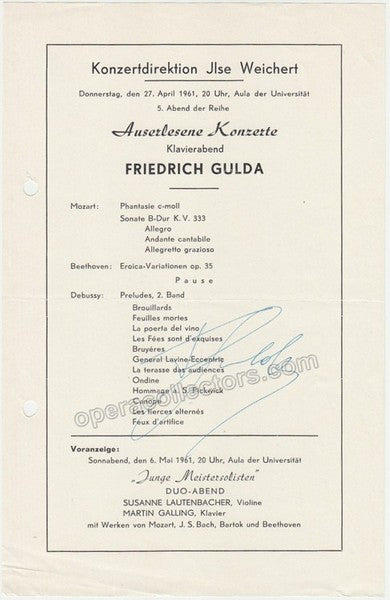 Konzertdirektion Jlse Weichert
Donnerstag, den 27. April 1961, 20 Uhr, Aula der Universität
5. Abend der Reihe
Auserlesene Konzerte
Klavierabend
FRIEDRICH GULDA
Mozart: Phantasie c-moll
Sonate B-Dur K. V. 333
Allegro
Andante cantabile
Allegretto grazioso
Beethoven: Eroica-Variationen op. 35
Pause
Debussy: Preludes, 2. Band
Brouillards
Feuilles mortes
La poerta del vino
Les Fées sont d'exquises
Bruyères
General Lavine-Eccentric
La terasse des audiences
Ondine
Hommage a S. Pickwick
Canope
Les tierces alternés
Feux d'artifice
operacollectors.com
Voranzeige:
Sonnabend, den 6. Mai 1961, 20 Uhr, Aula der Universität
„Junge Meistersolisten"
DUO-ABEND
SUSANNE LAUTENBACHER, Violine
MARTIN GALLING, Klavier
mit Werken von Mozart, J. S. Bach, Bartok und Beethoven